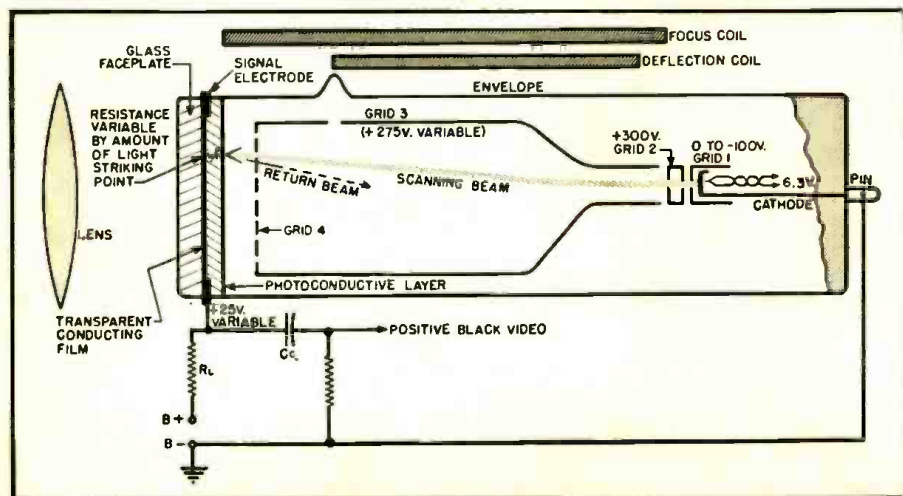 FOCUS COIL
DEFLECTION COIL
GLASS
FACEPLATE
SIGNAL
ELECTRODE
ENVELOPE
RESISTANCE
VARIABLE
BY AMOUNT
OF LIGHT
STRIKING
POINT
GRID 3
(+275V. VARIABLE)
+300V.
GRID 2
0 TO -100V.
GRID 1
RETURN BEAM
SCANNING BEAM
6.3V
PIN
CATHODE
LENS
GRID 4
PHOTOCONDUCTIVE LAYER
+25V.
VARIABLE
TRANSPARENT
CONDUCTING
FILM
POSITIVE BLACK VIDEO
Cc
RL
B+
B-